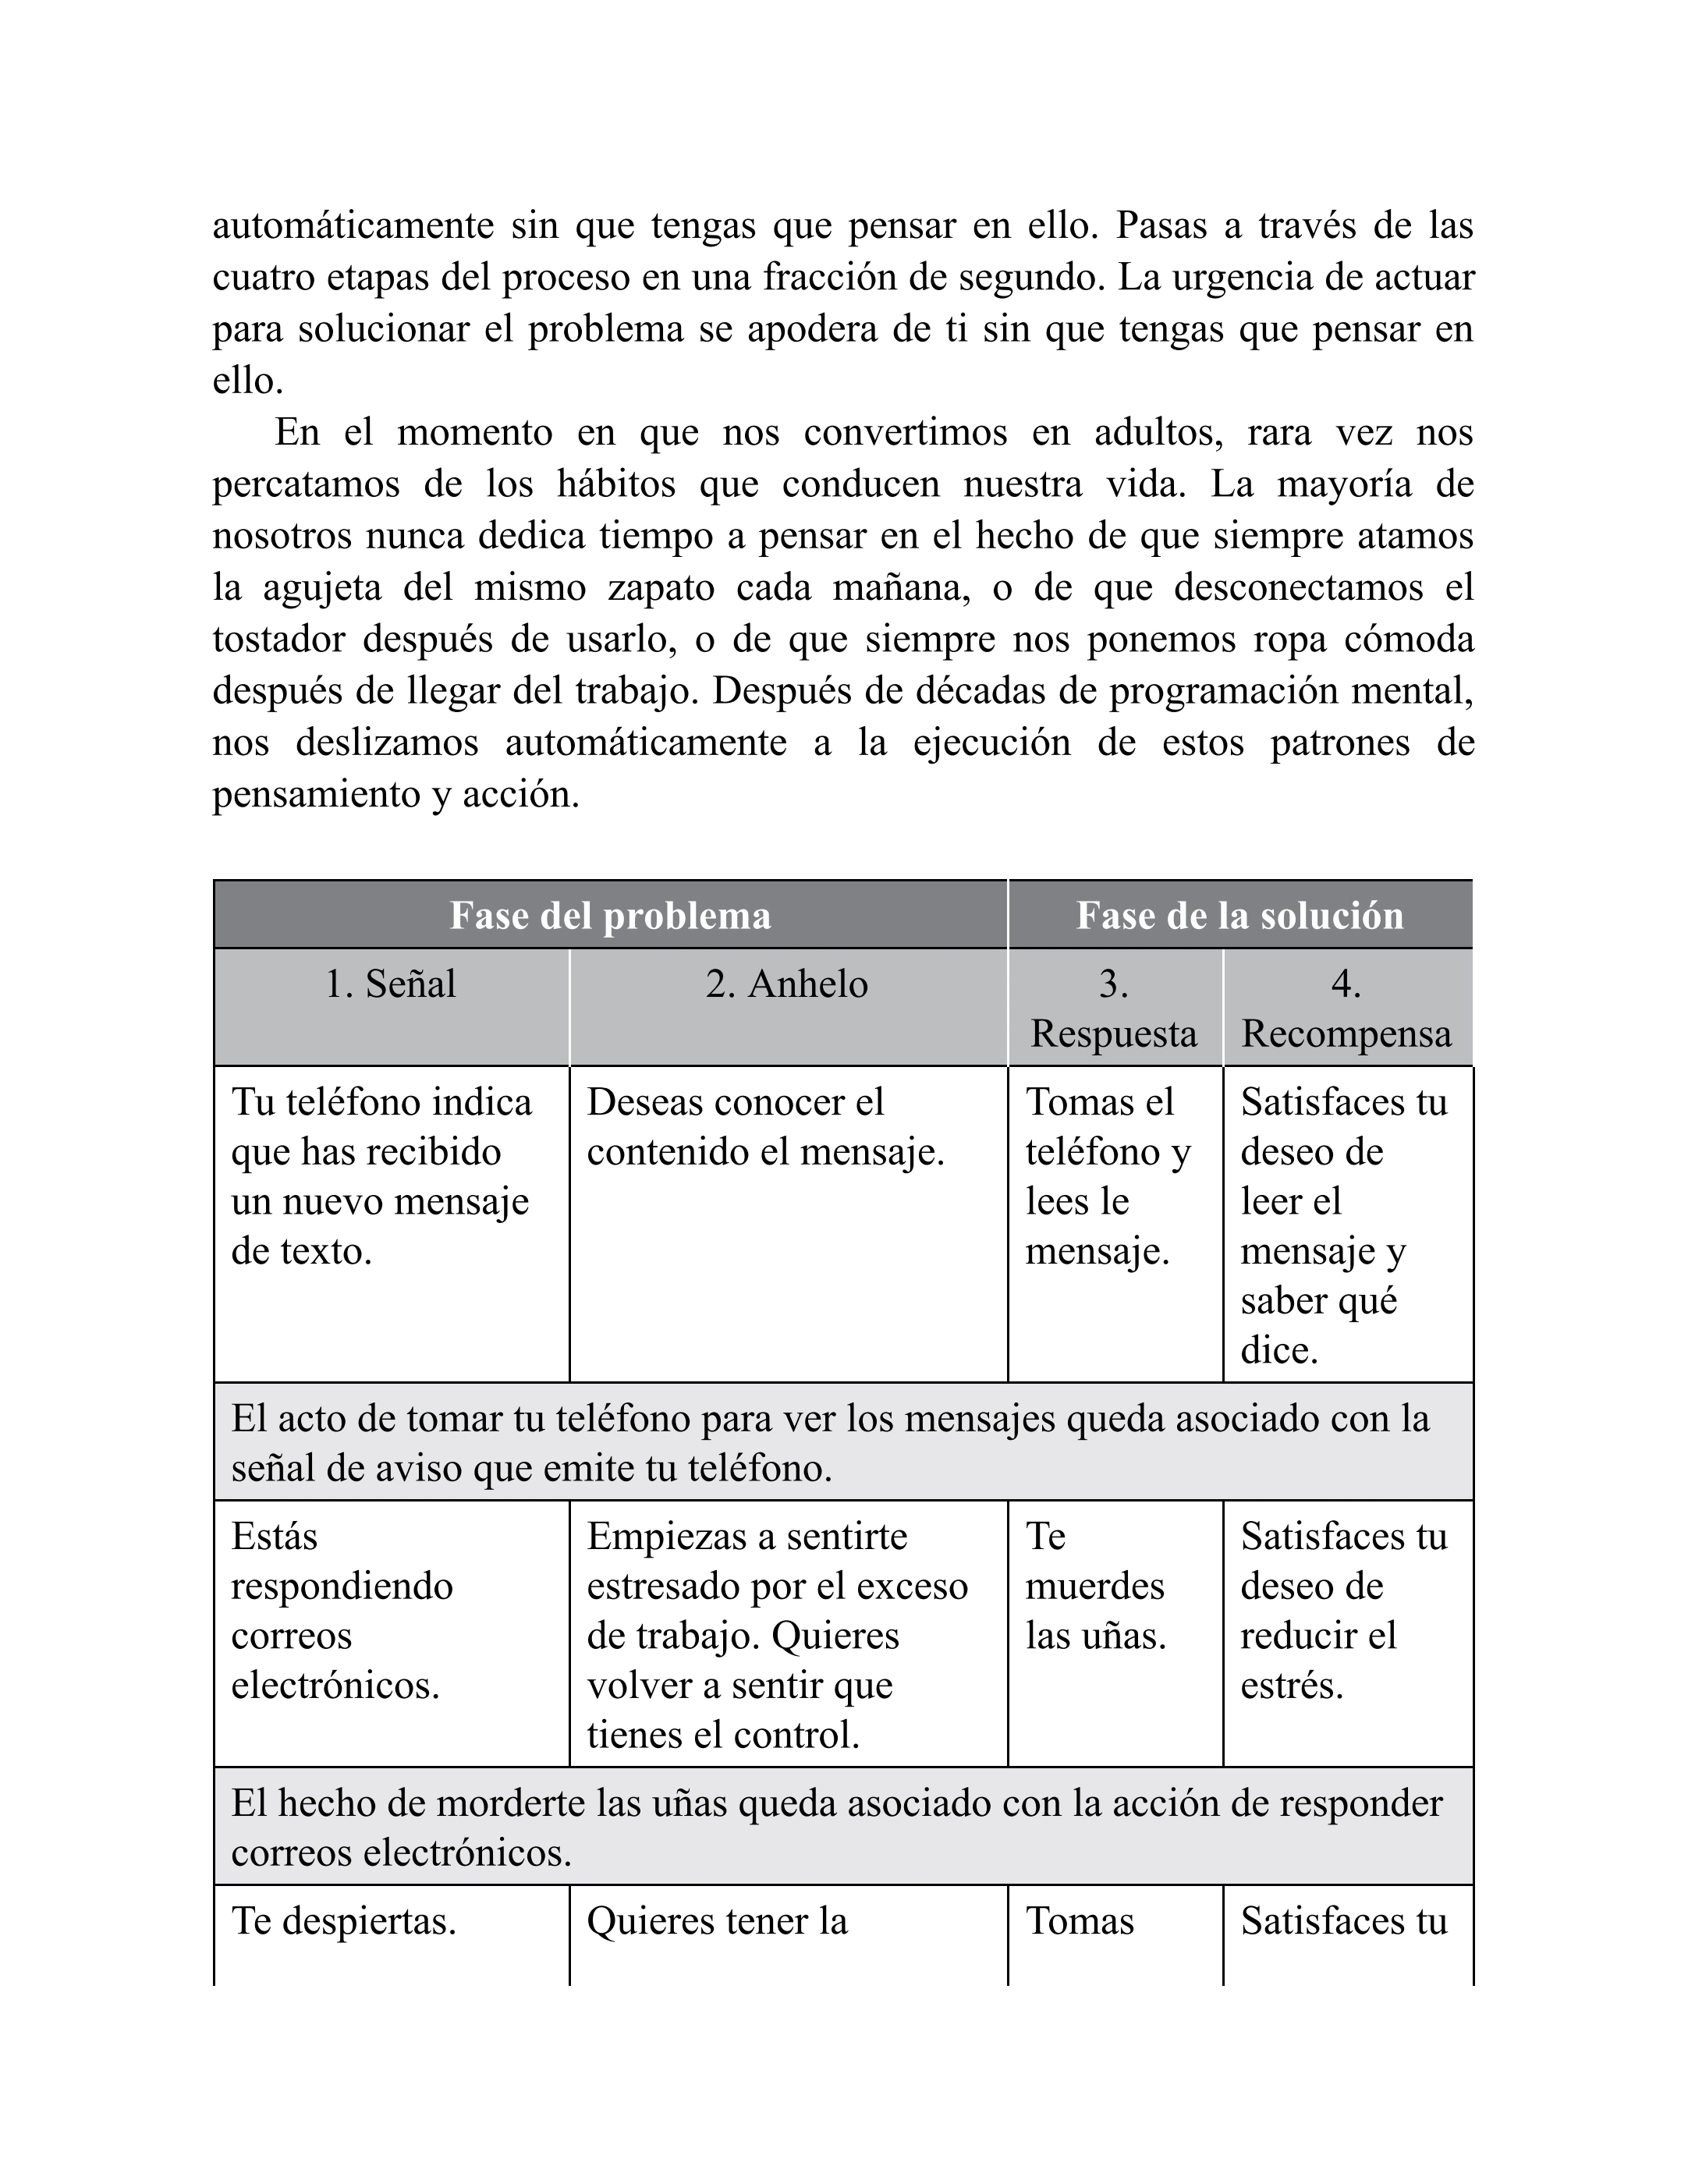 automáticamente sin que tengas que pensar en ello. Pasas a través de las
cuatro etapas del proceso en una fracción de segundo. La urgencia de actuar
para solucionar el problema se apodera de ti sin que tengas que pensar en
ello.
En el momento en que nos convertimos en adultos, rara vez nos
percatamos de los hábitos que conducen nuestra vida. La mayoría de
nosotros nunca dedica tiempo a pensar en el hecho de que siempre atamos
la agujeta del mismo zapato cada mañana, o de que desconectamos el
tostador después de usarlo, o de que siempre nos ponemos ropa cómoda
después de llegar del trabajo. Después de décadas de programación mental,
nos deslizamos automáticamente a la ejecución de estos patrones de
pensamiento y acción.
Fase del problema
Fase de la solución
1. Señal
2. Anhelo
3.
Respuesta
4.
Recompensa
Tu teléfono indica
que has recibido
un nuevo mensaje
de texto.
Deseas conocer el
contenido el mensaje.
Tomas el
teléfono y
lees le
mensaje.
Satisfaces tu
deseo de
leer el
mensaje y
saber qué
dice.
El acto de tomar tu teléfono para ver los mensajes queda asociado con la
señal de aviso que emite tu teléfono.
Estás
respondiendo
correos
electrónicos.
Empiezas a sentirte
estresado por el exceso
de trabajo. Quieres
volver a sentir que
tienes el control.
Te
muerdes
las uñas.
Satisfaces tu
deseo de
reducir el
estrés.
El hecho de morderte las uñas queda asociado con la acción de responder
correos electrónicos.
Te despiertas.
Quieres tener la
Tomas
Satisfaces tu